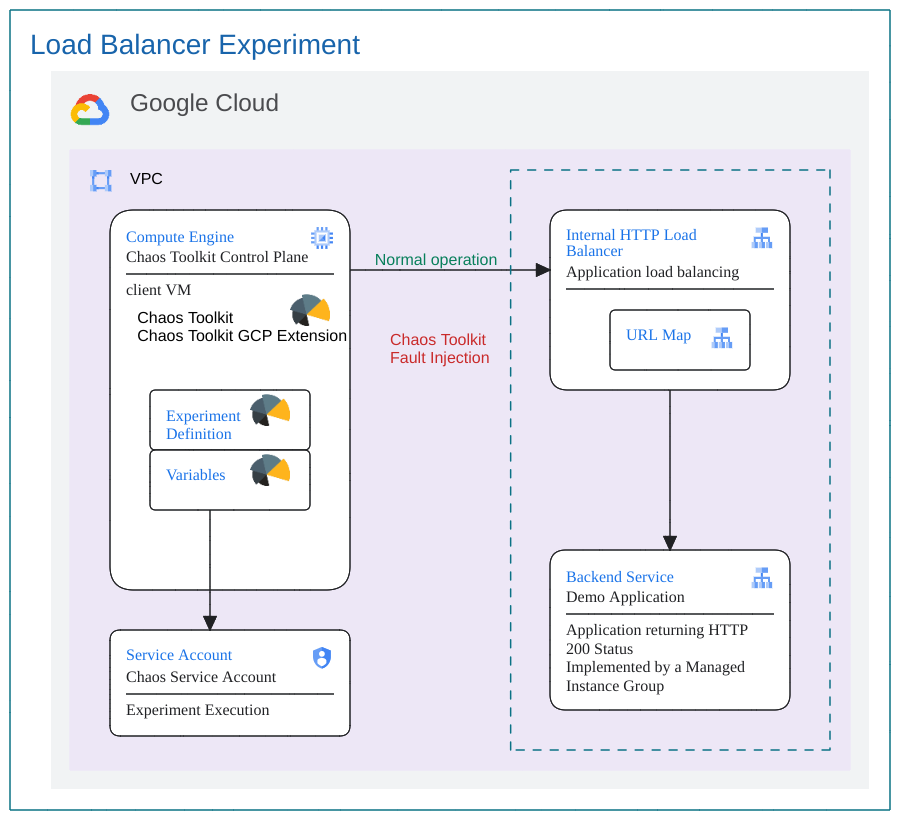 Load Balancer Experiment
Google Cloud
VPC
Compute Engine
Chaos Toolkit Control Plane
client VM
Chaos Toolkit
Chaos Toolkit GCP Extension
Experiment
Definition
Variables
Service Account
Chaos Service Account
Experiment Execution
Normal operation
Chaos Toolkit
Fault Injection
Internal HTTP Load
Balancer
Application load balancing
URL Map
Backend Service
Demo Application
Application returning HTTP
200 Status
Implemented by a Managed
Instance Group